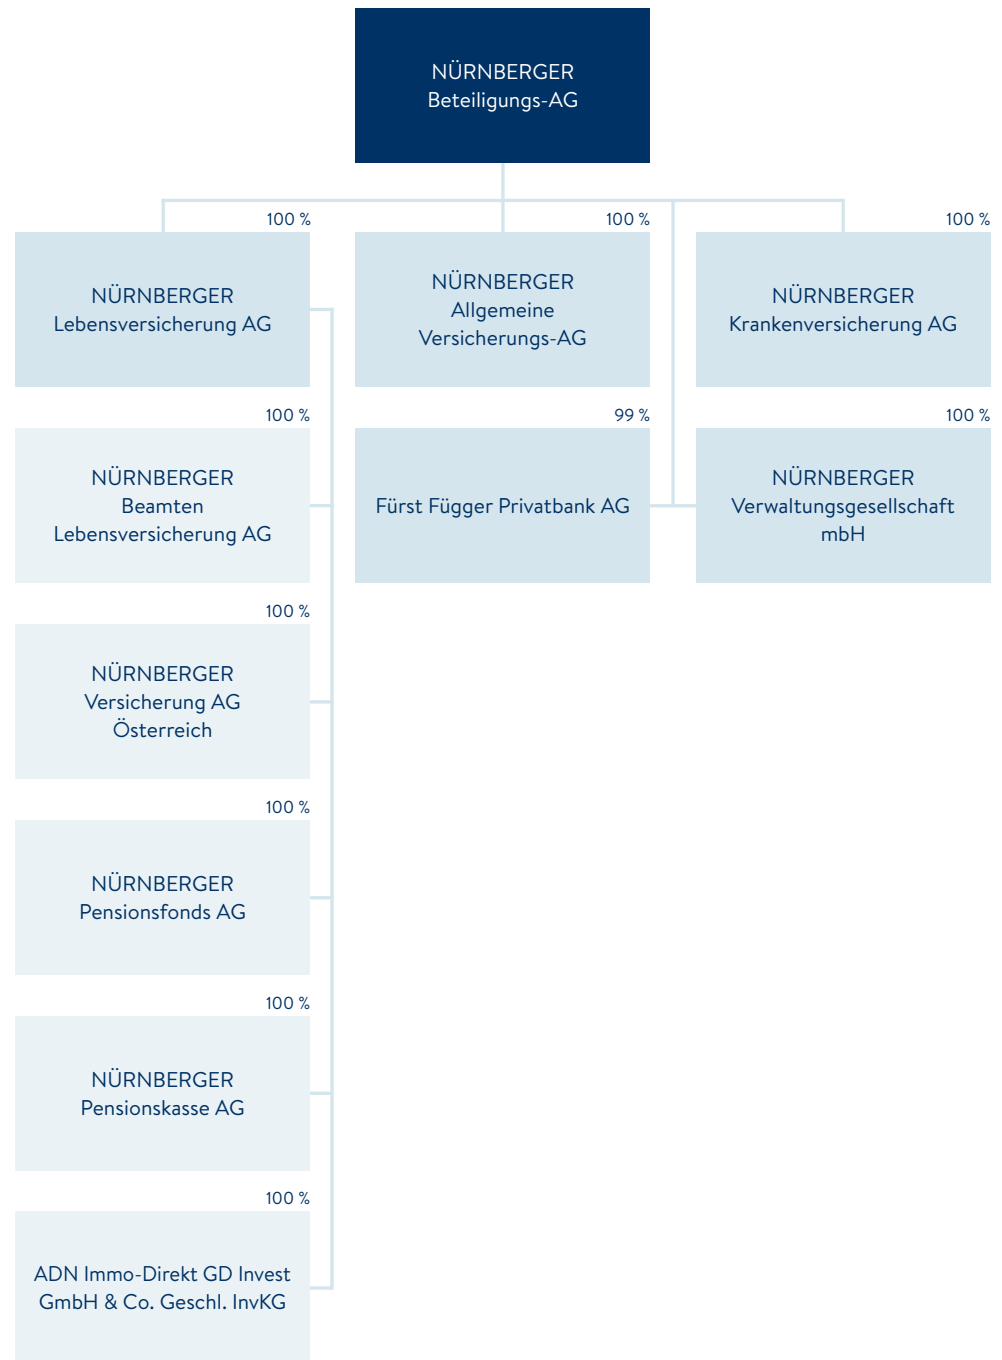 NÜRNBERGER
Beteiligungs-AG
100 %
NÜRNBERGER
Lebensversicherung AG
100 %
NÜRNBERGER
Allgemeine
Versicherungs-AG
100 %
NÜRNBERGER
Krankenversicherung AG
100 %
NÜRNBERGER
Beamten
Lebensversicherung AG
99 %
Fürst Függer Privatbank AG
100 %
NÜRNBERGER
Verwaltungsgesellschaft
mbH
100 %
NÜRNBERGER
Versicherung AG
Österreich
100 %
NÜRNBERGER
Pensionsfonds AG
100 %
NÜRNBERGER
Pensionskasse AG
100 %
ADN Immo-Direkt GD Invest
GmbH & Co. Geschl. InvKG